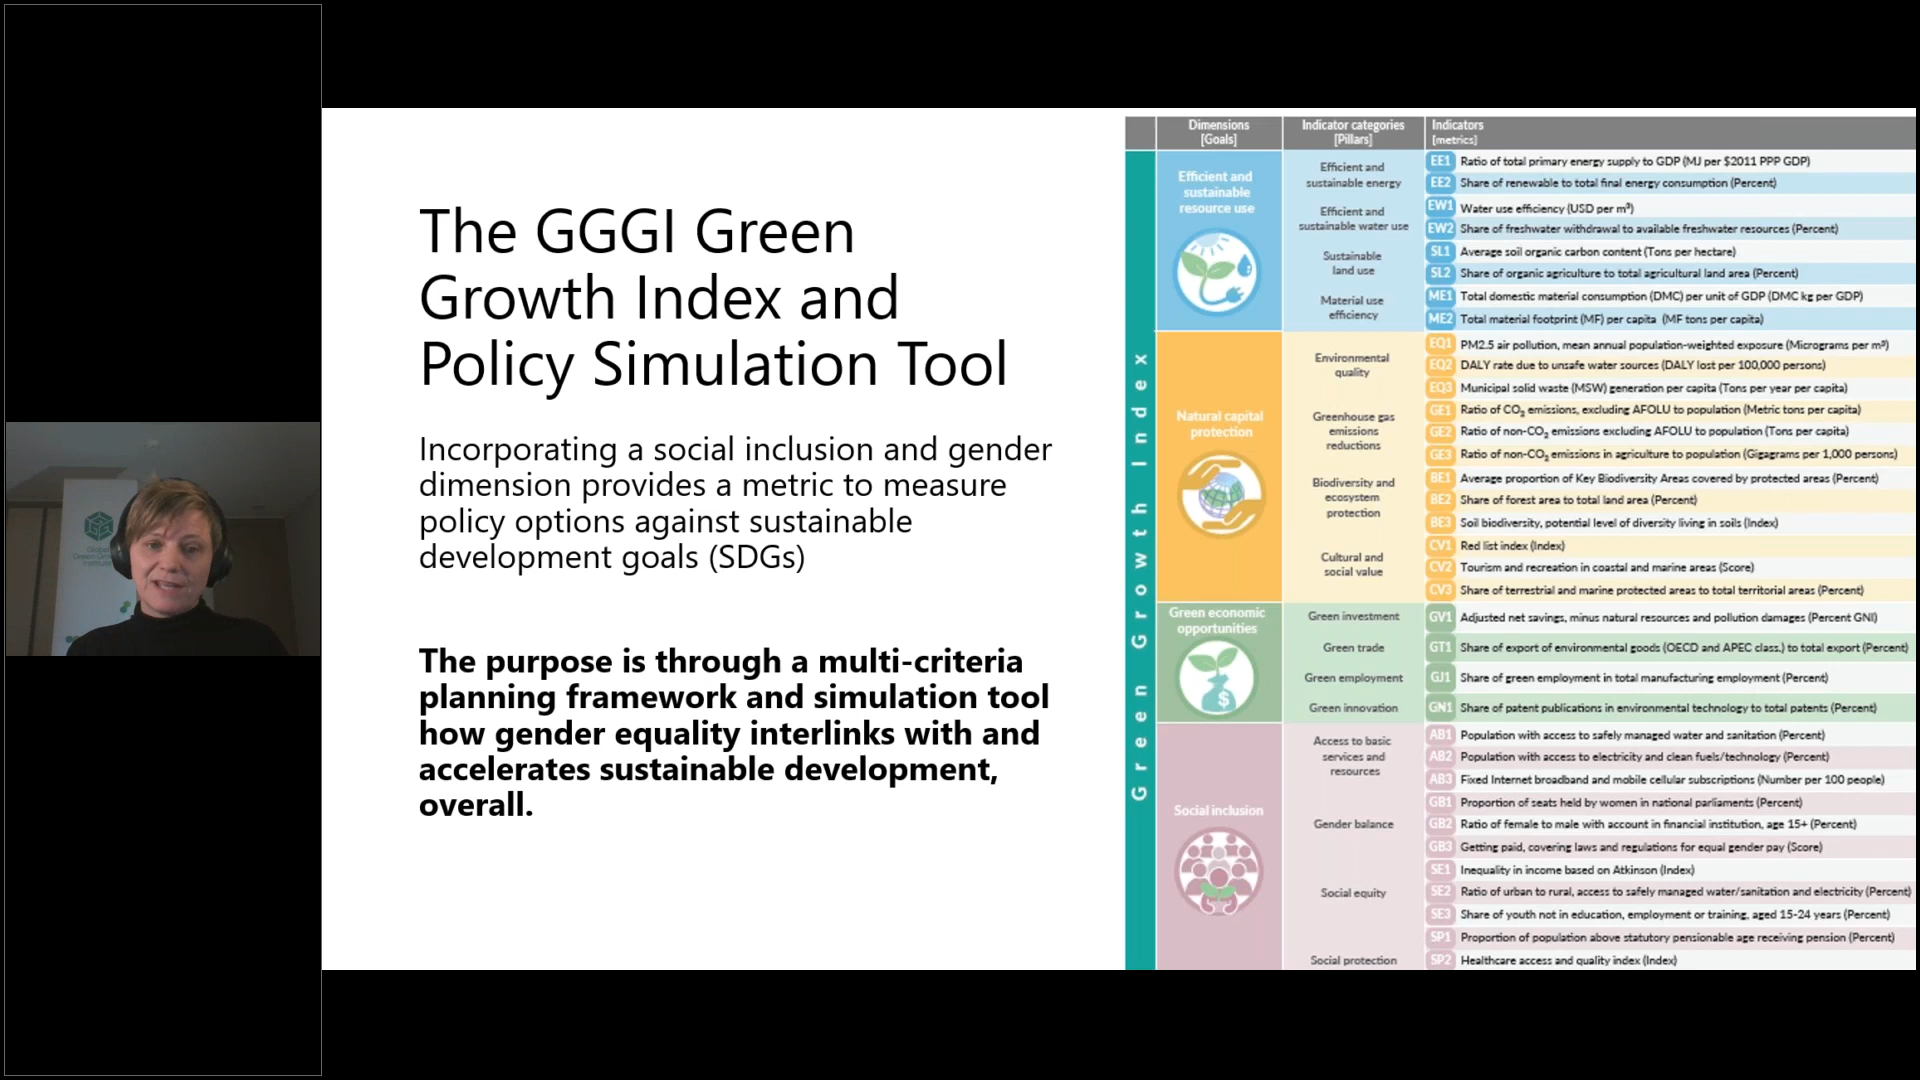 The GGGI Green
Growth Index and
Policy Simulation Tool
Incorporating a social inclusion and gender
dimension provides a metric to measure
policy options against sustainable
development goals (SDGs)
The purpose is through a multi-criteria
planning framework and simulation tool
how gender equality interlinks with and
accelerates sustainable development,
overall.
Green Growth Index
Dimensions
[Goals]
Indicator categories
[Pillars]
Indicators
[metrics]
Efficient and
sustainable
resource use
Efficient and
sustainable energy
EE1 Ratio of total primary energy supply to GDP (MJ per $2011 PPP GDP)
EE2 Share of renewable to total final energy consumption (Percent)
Efficient and
sustainable water use
EW1 Water use efficiency (USD per m³)
EW2 Share of freshwater withdrawal to available freshwater resources (Percent)
Sustainable
land use
SL1 Average soil organic carbon content (Tons per hectare)
SL2 Share of organic agriculture to total agricultural land area (Percent)
Material use
efficiency
ME1 Total domestic material consumption (DMC) per unit of GDP (DMC kg per GDP)
ME2 Total material footprint (MF) per capita (MF tons per capita)
Natural capital
protection
Environmental
quality
EQ1 PM2.5 air pollution, mean annual population-weighted exposure (Micrograms per m³)
EQ2 DALY rate due to unsafe water sources (DALY lost per 100,000 persons)
EQ3 Municipal solid waste (MSW) generation per capita (Tons per year per capita)
Greenhouse gas
emissions
reductions
GE1 Ratio of CO₂ emissions, excluding AFOLU to population (Metric tons per capita)
GE2 Ratio of non-CO₂ emissions excluding AFOLU to population (Tons per capita)
GE3 Ratio of non-CO₂ emissions in agriculture to population (Gigagrams per 1,000 persons)
Biodiversity and
ecosystem
protection
BE1 Average proportion of Key Biodiversity Areas covered by protected areas (Percent)
BE2 Share of forest area to total land area (Percent)
BE3 Soil biodiversity, potential level of diversity living in soils (Index)
Cultural and
social value
CV1 Red list index (Index)
CV2 Tourism and recreation in coastal and marine areas (Score)
CV3 Share of terrestrial and marine protected areas to total territorial areas (Percent)
Green economic
opportunities
$
Green investment
GV1 Adjusted net savings, minus natural resources and pollution damages (Percent GNI)
Green trade
GT1 Share of export of environmental goods (OECD and APEC class.) to total export (Percent)
Green employment
GJ1 Share of green employment in total manufacturing employment (Percent)
Green innovation
GN1 Share of patent publications in environmental technology to total patents (Percent)
Social inclusion
Access to basic
services and
resources
AB1 Population with access to safely managed water and sanitation (Percent)
AB2 Population with access to electricity and clean fuels/technology (Percent)
AB3 Fixed Internet broadband and mobile cellular subscriptions (Number per 100 people)
Gender balance
GB1 Proportion of seats held by women in national parliaments (Percent)
GB2 Ratio of female to male with account in financial institution, age 15+ (Percent)
GB3 Getting paid, covering laws and regulations for equal gender pay (Score)
Social equity
SE1 Inequality in income based on Atkinson (Index)
SE2 Ratio of urban to rural, access to safely managed water/sanitation and electricity (Percent)
SE3 Share of youth not in education, employment or training, aged 15-24 years (Percent)
Social protection
SP1 Proportion of population above statutory pensionable age receiving pension (Percent)
SP2 Healthcare access and quality index (Index)